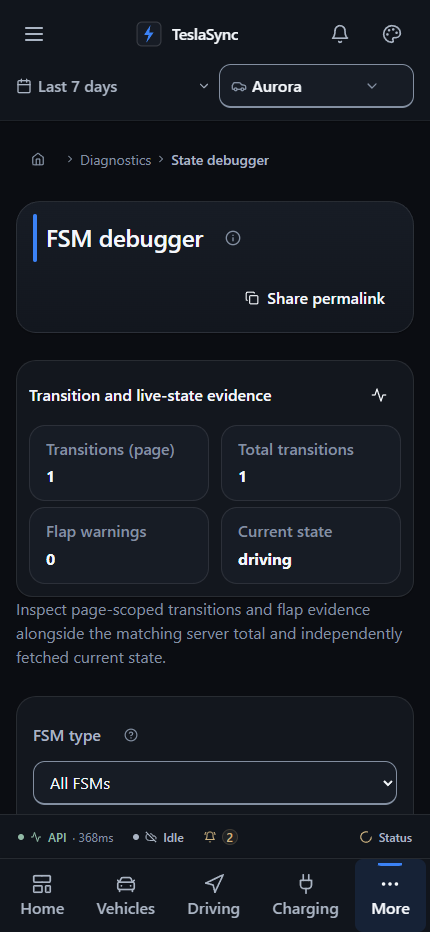 TeslaSync
Last 7 days
Aurora
Diagnostics
State debugger
FSM debugger
Share permalink
Transition and live-state evidence
Transitions (page)
1
Total transitions
1
Flap warnings
0
Current state
driving
Inspect page-scoped transitions and flap evidence
alongside the matching server total and independently
fetched current state.
FSM type
All FSMs
API · 368ms
Idle
2
Status
Home
Vehicles
Driving
Charging
More